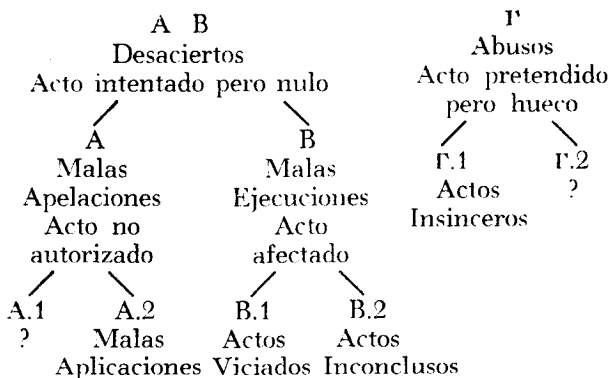 A B
Desaciertos
Acto intentado pero nulo
A
Malas
Apelaciones
Acto no
autorizado
B
Malas
Ejecuciones
Acto
afectado
A.1
?
A.2
Malas
Aplicaciones
B.1
Actos
Viciados
B.2
Actos
Inconclusos
Γ
Abusos
Acto pretendido
pero hueco
Γ.1
Actos
Insinceros
Γ.2
?